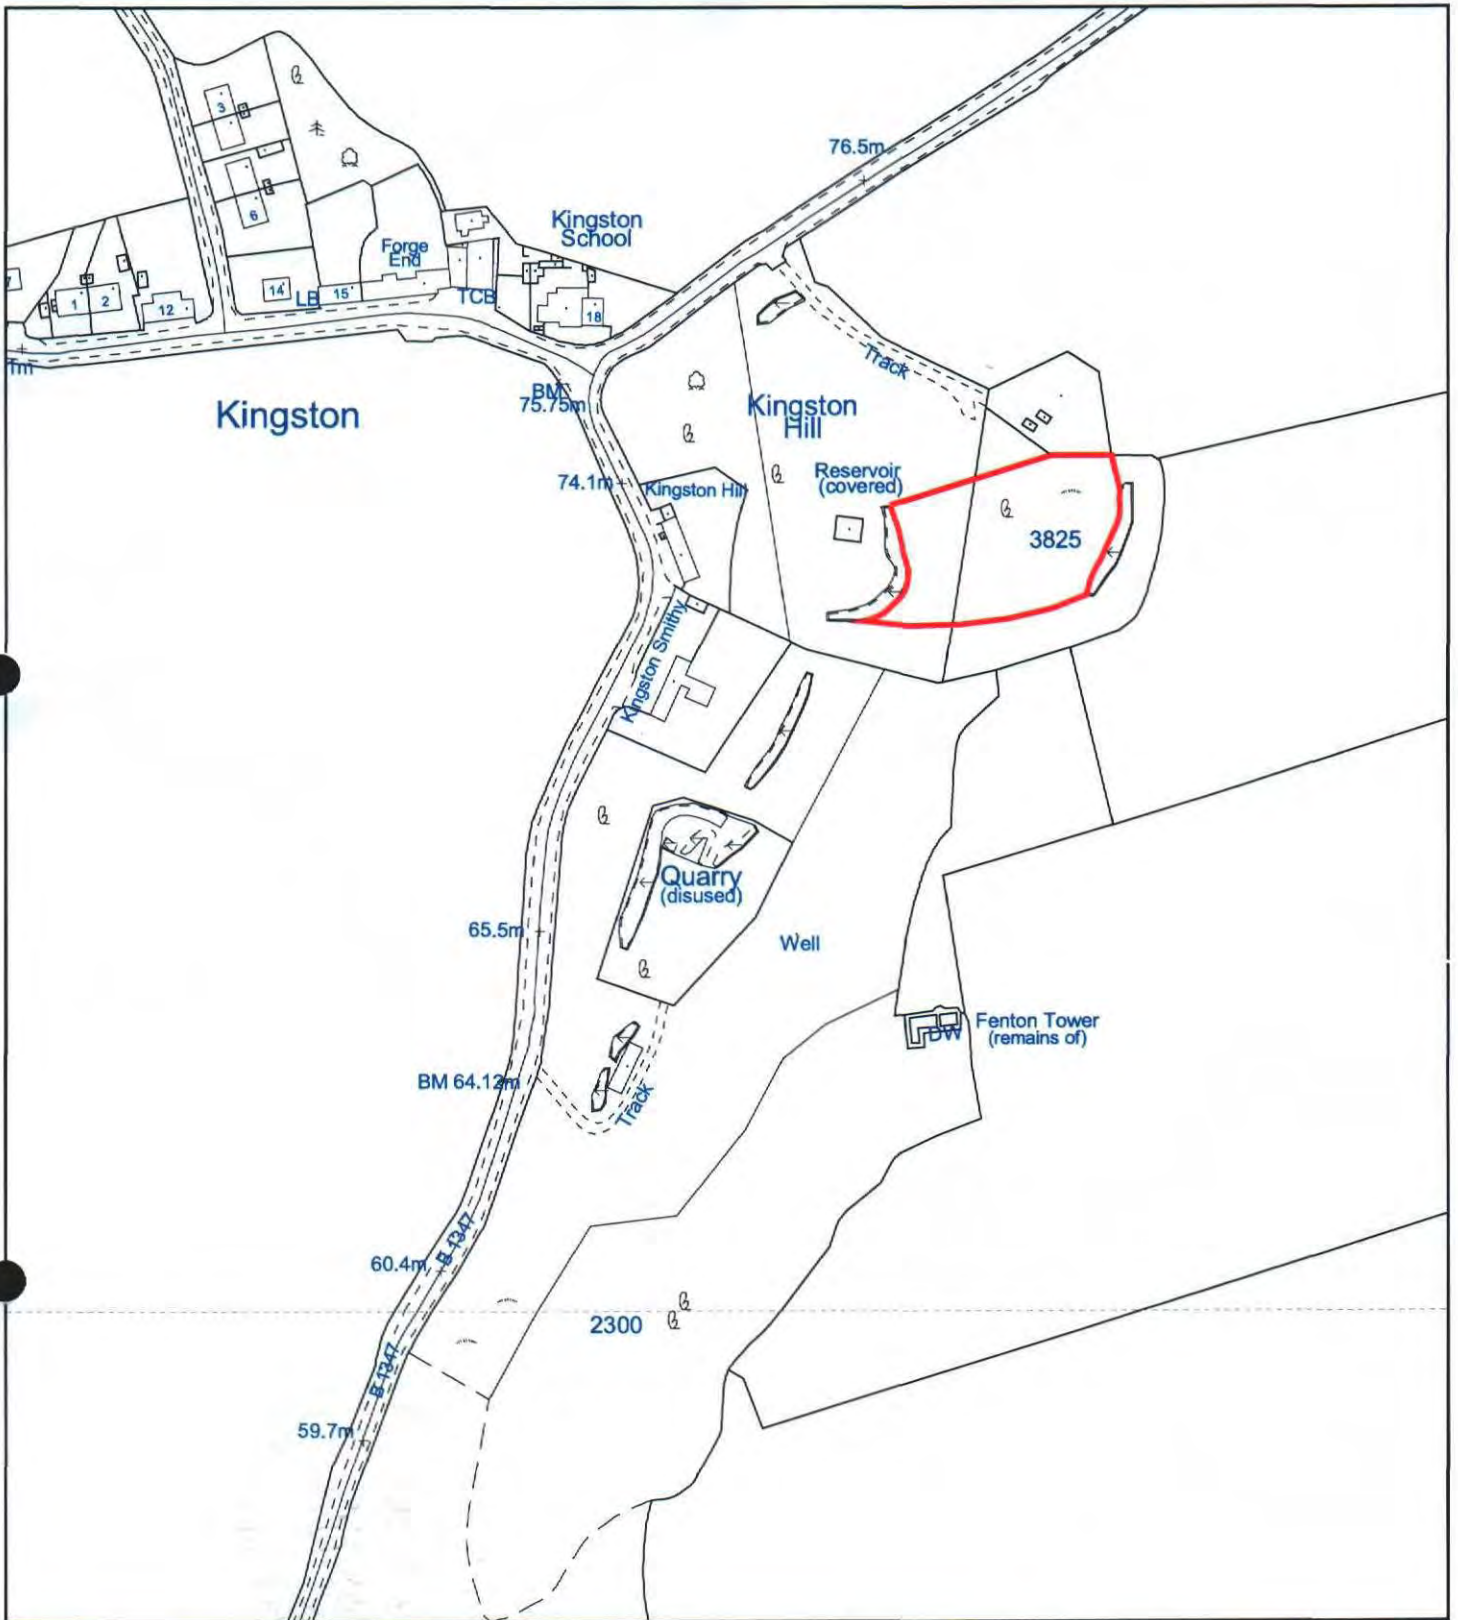 3
76.5m
6
Kingston
School
Forge
End
7
1
2
12
14
LB
15
TCB
18
1m
BM
75.75m
Track
Kingston
Kingston
Hill
74.1m
Kingston Hill
Reservoir
(covered)
3825
Kingston Smithy
Quarry
(disused)
65.5m
Well
Fenton Tower
(remains of)
DW
BM 64.12m
Track
B 1347
60.4m
2300
B 1347
59.7m